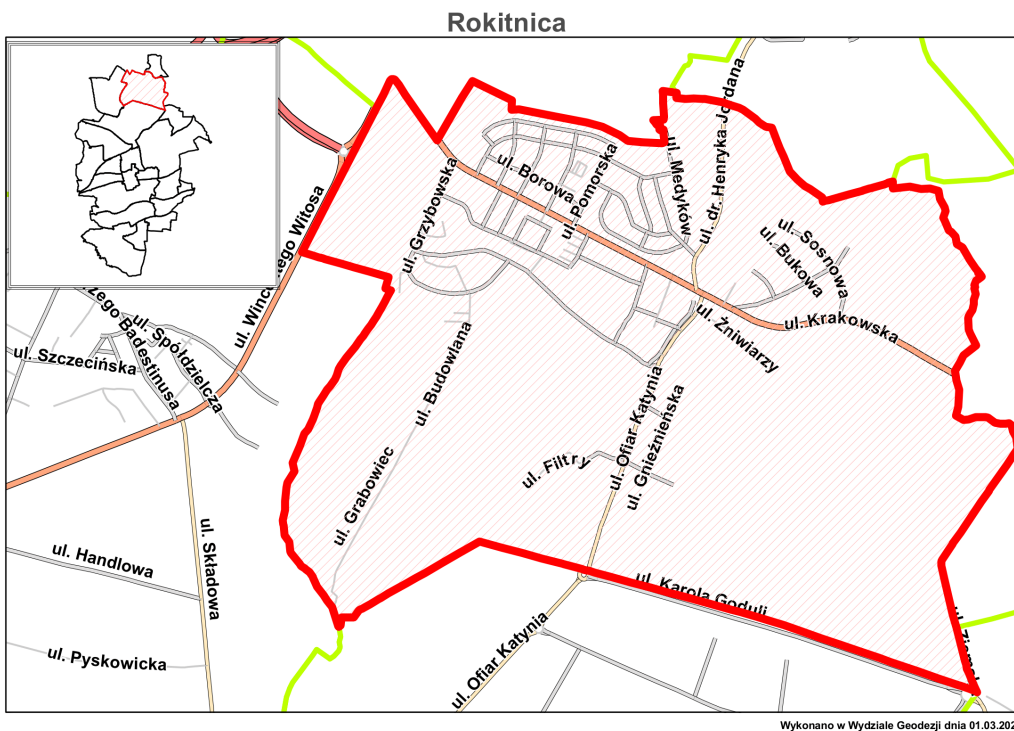 Rokitnica
ul. dr. Henryka Jordana
ul. Medyków
ul. Pomorska
ul. Borowa
ul. Grzybowska
ul. Sosnowa
ul. Bukowa
ul. Wincentego Witosa
ul. Krakowska
ul. Żniwiarzy
ul. Spółdzielcza
Badestinusa
ul. Szczecińska
ul. Budowlana
ul. Ofiar Katynia
ul. Gnieźnieńska
ul. Filtry
ul. Grabowiec
ul. Składowa
ul. Handlowa
ul. Karola Goduli
ul. Pyskowicka
ul. Ofiar Katynia
Wykonano w Wydziale Geodezji dnia 01.03.202